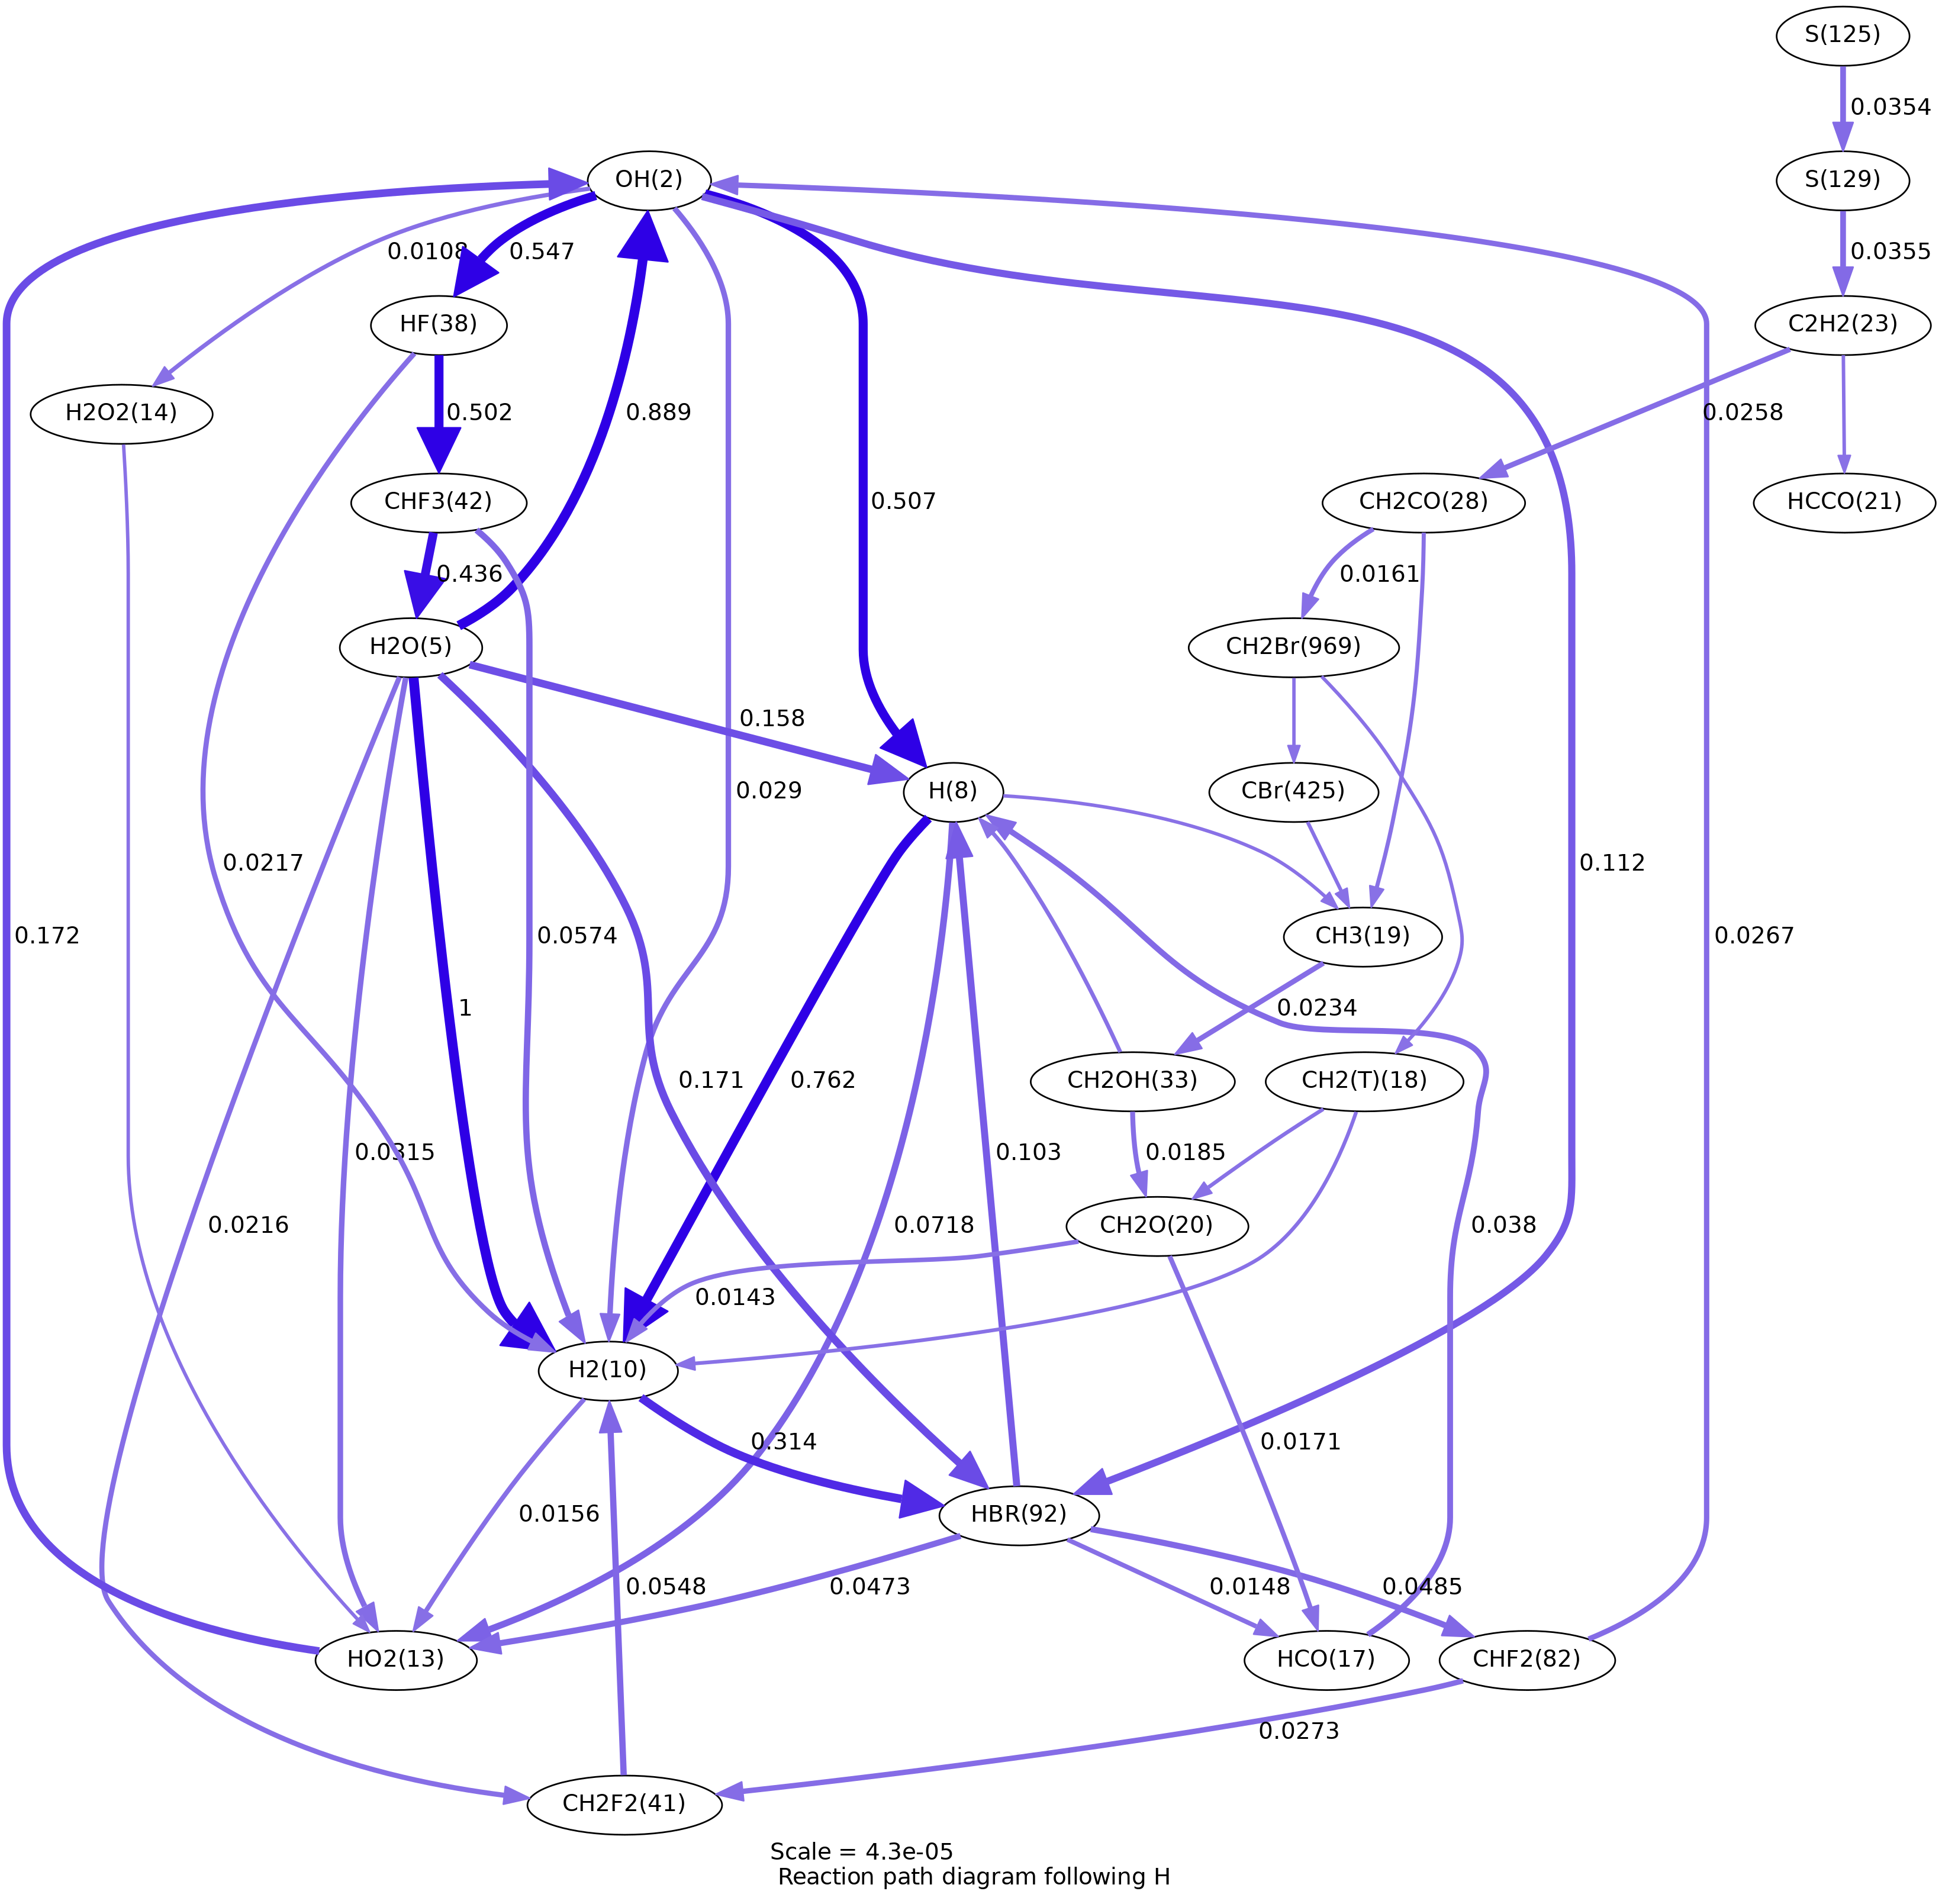 S(125)
0.0354
OH(2)
S(129)
0.0108
0.547
0.0355
HF(38)
C2H2(23)
H2O2(14)
0.502
0.889
0.0258
CHF3(42)
0.507
CH2CO(28)
HCCO(21)
0.436
0.0161
H2O(5)
CH2Br(969)
0.158
H(8)
0.029
CBr(425)
0.0217
0.112
0.172
0.0574
CH3(19)
0.0267
1
0.0234
0.171
0.762
CH2OH(33)
CH2(T)(18)
0.0315
0.103
0.0185
0.0216
0.0718
CH2O(20)
0.038
0.0143
H2(10)
0.314
0.0171
0.0156
HBR(92)
0.0548
0.0473
0.0148
0.0485
HO2(13)
HCO(17)
CHF2(82)
0.0273
CH2F2(41)
Scale = 4.3e-05
Reaction path diagram following H